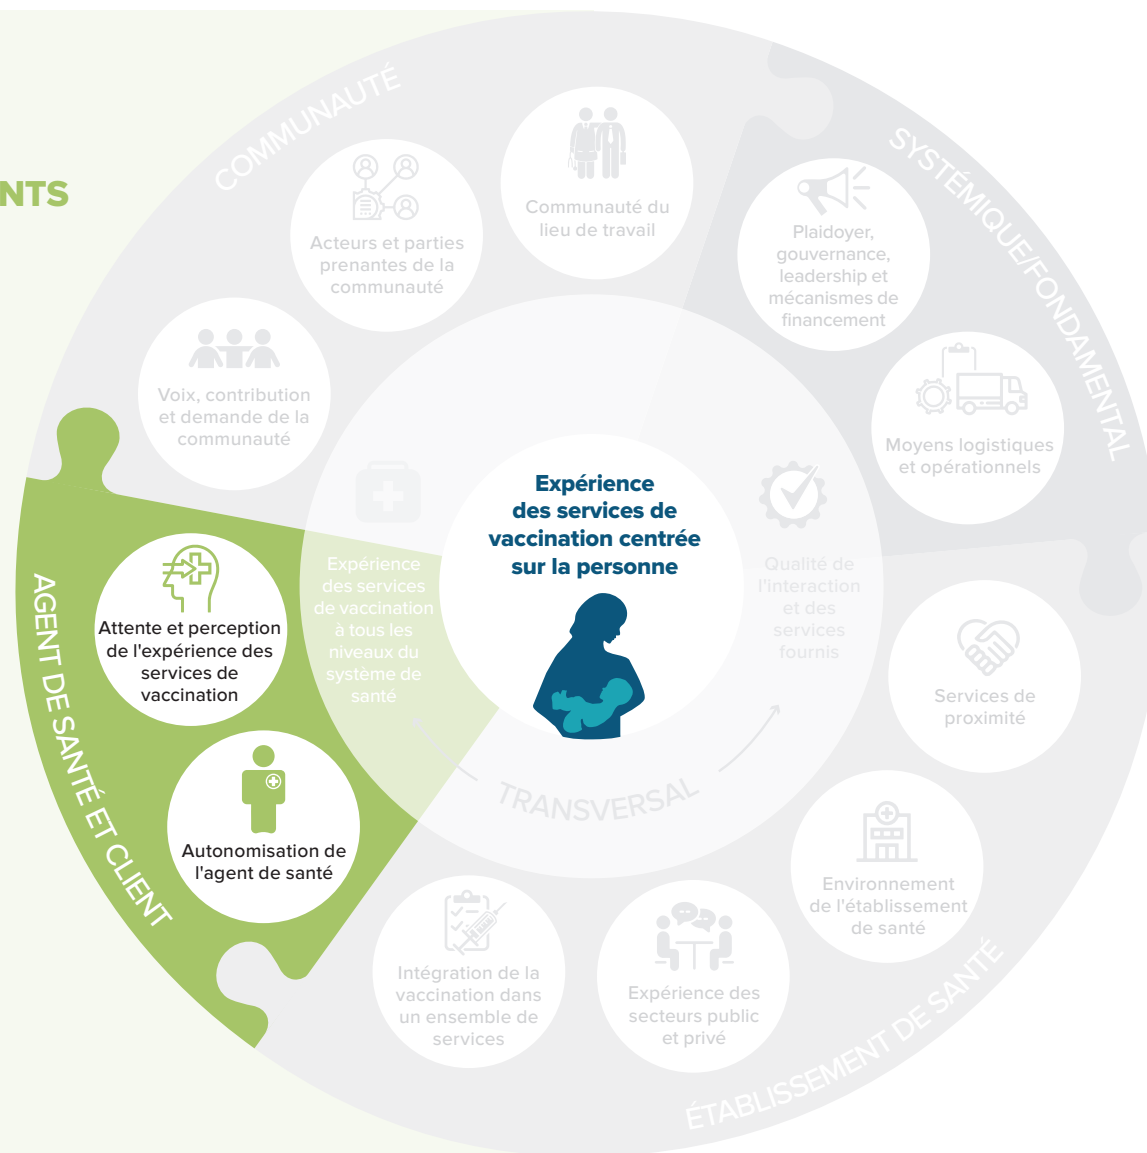 NTS
COMMUNAUTÉ
Communauté du
lieu de travail
Acteurs et parties
prenantes de la
communauté
Voix, contribution
et demande de la
communauté
SYSTÉMIQUE/FONDAMENTAL
Plaidoyer,
gouvernance,
leadership et
mécanismes de
financement
Moyens logistiques
et opérationnels
Expérience
des services de
vaccination centrée
sur la personne
Expérience
des services
de vaccination
à tous les
niveaux du
système de
santé
Qualité de
l'interaction
et des
services
fournis
TRANSVERSAL
AGENT DE SANTÉ ET CLIENT
Attente et perception
de l'expérience des
services de
vaccination
Autonomisation de
l'agent de santé
Services de
proximité
Environnement
de l'établissement
de santé
Expérience des
secteurs public
et privé
Intégration de la
vaccination dans
un ensemble de
services
ÉTABLISSEMENT DE SANTÉ